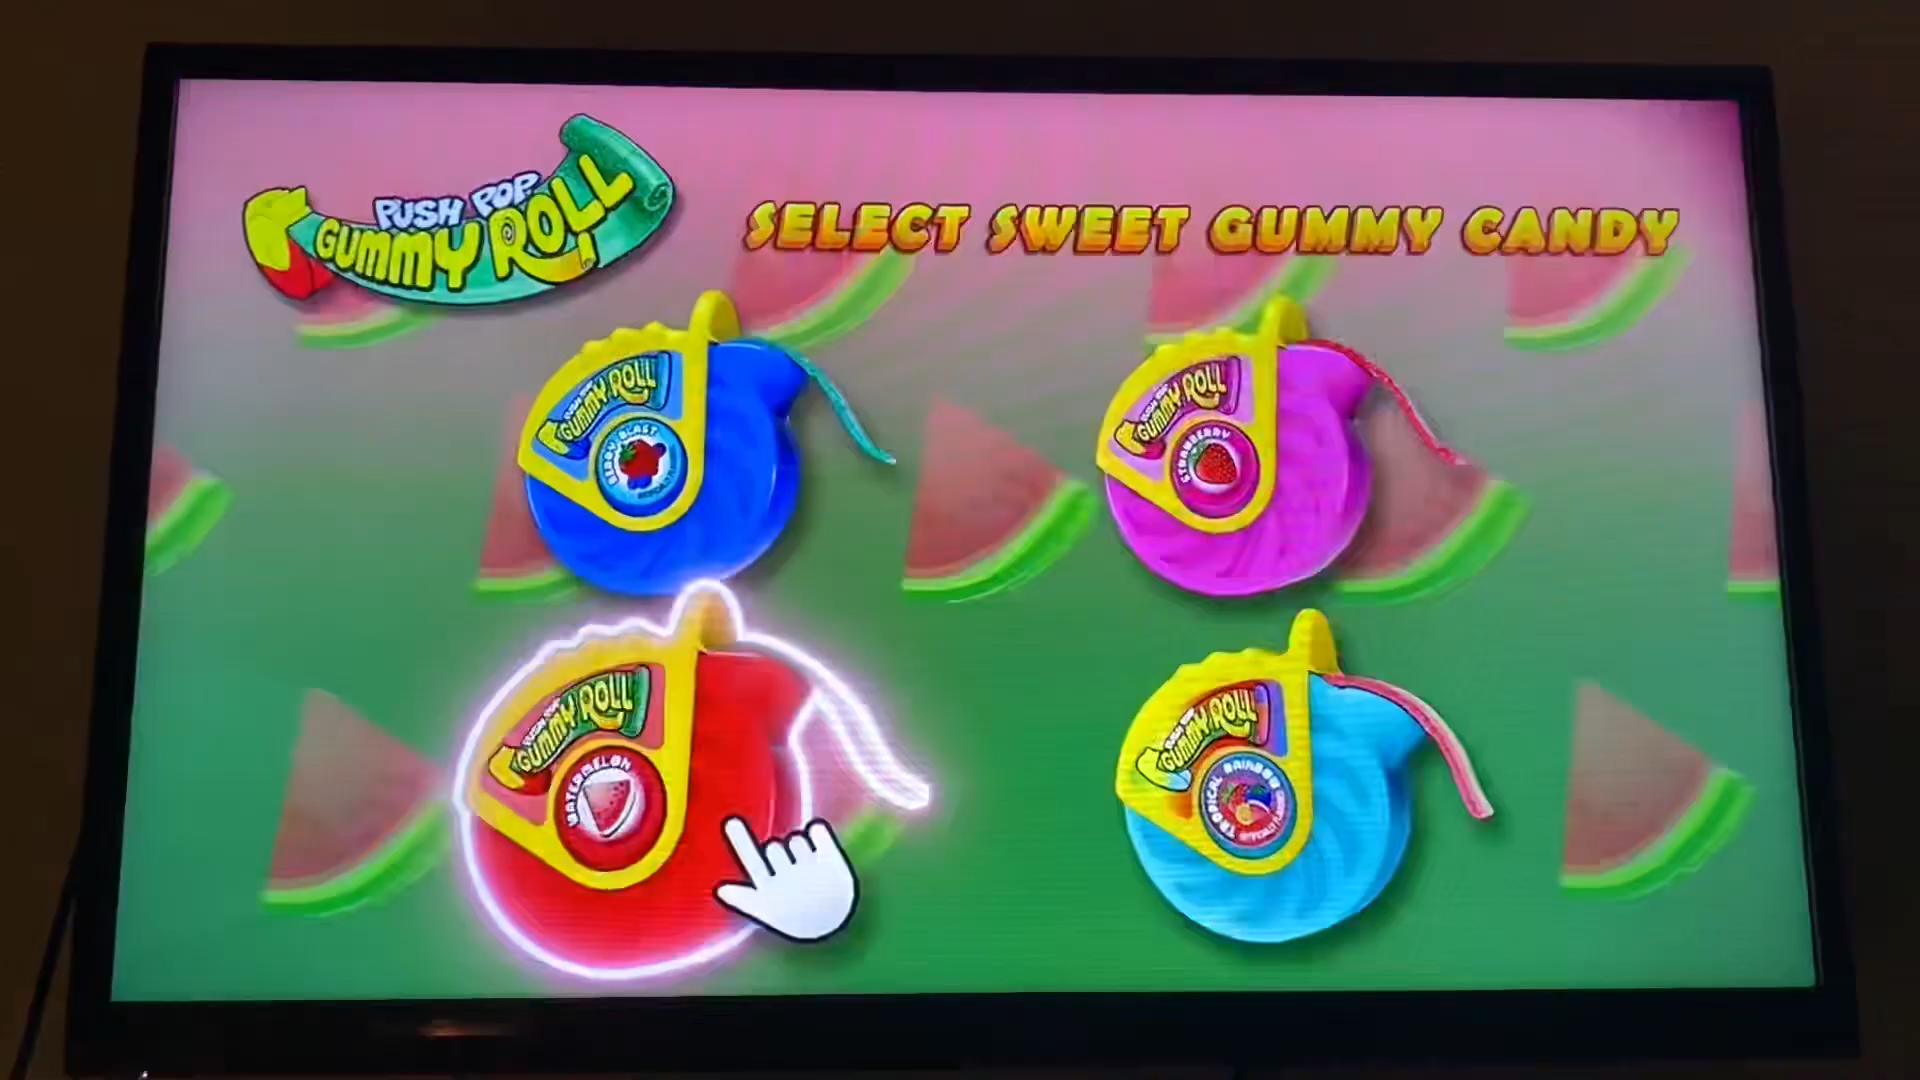 PUSH POP
GUMMY ROLL
SELECT SWEET GUMMY CANDY
GUMMY ROLL
BERRY BLAST
GUMMY ROLL
STRAWBERRY
GUMMY ROLL
WATERMELON
GUMMY ROLL
TROPICAL RAINBOW